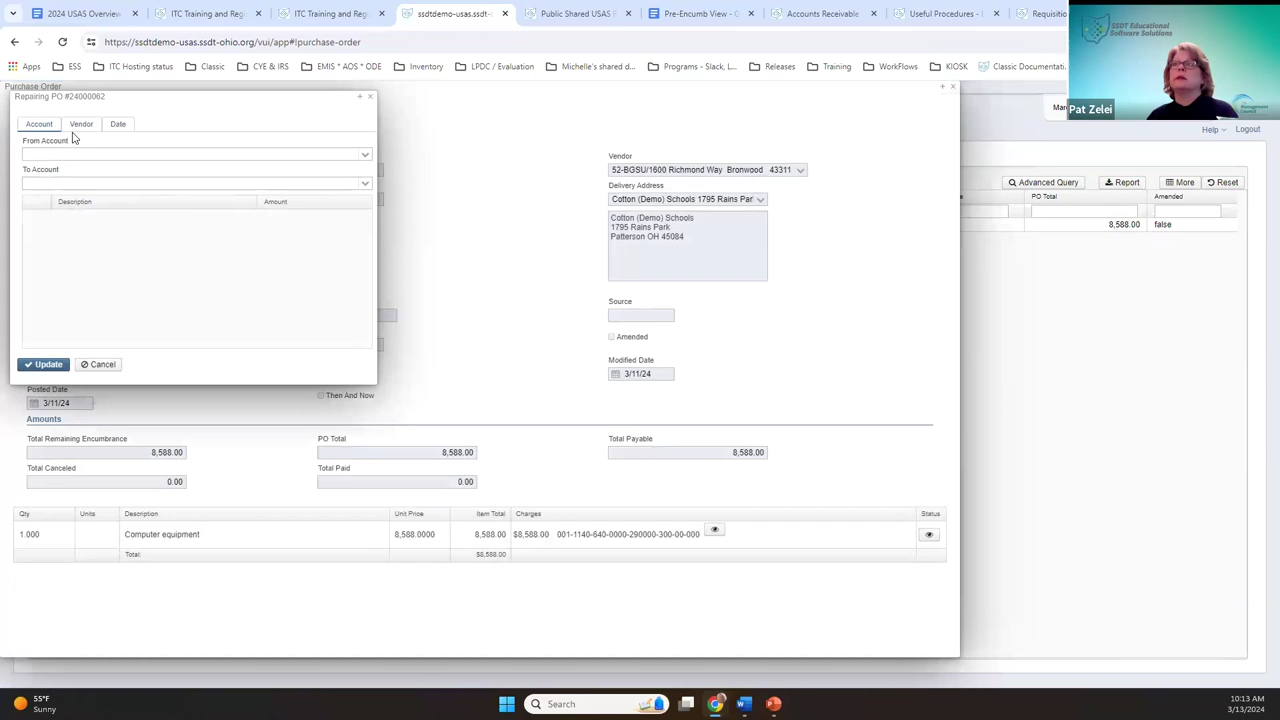 2024 USAS Overview
ITC Training and Reg
ITC Training and Reg
ssdtdemo-usas.ssdt-
Public Shared USAS
Pre-Encumb View
Accounts Receivable
Useful Procedures -
Requisition
https://ssdtdemo-usas.ssdt-ohio.org/vui/app#!purchase-order
Apps
ESS
ITC Hosting status
Classic
CYE & IRS
EMIS * AOS * ODE
Inventory
LPDC / Evaluation
Michelle's shared d...
Programs - Slack, L...
Releases
Training
WorkFlows
KIOSK
Classic Documentati...
SSDT Educational
Software Solutions
Management
Council
Pat Zelei
Help
Logout
Purchase Order
Repairing PO #24000062
Account
Vendor
Date
From Account
To Account
Description
Amount
Update
Cancel
Vendor
52-BGSU/1600 Richmond Way Bronwood 43311
Delivery Address
Cotton (Demo) Schools 1795 Rains Par
Cotton (Demo) Schools
1795 Rains Park
Patterson OH 45084
Source
Amended
Modified Date
3/11/24
Advanced Query
Report
More
Reset
PO Total
Amended
8,588.00
false
Posted Date
3/11/24
Then And Now
Amounts
Total Remaining Encumbrance
PO Total
Total Payable
8,588.00
8,588.00
8,588.00
Total Canceled
Total Paid
0.00
0.00
Qty
Units
Description
Unit Price
Item Total
Charges
Status
1.000
Computer equipment
8,588.0000
8,588.00
$8,588.00 001-1140-640-0000-290000-300-00-000
Total:
$8,588.00
55°F
Sunny
Search
10:13 AM
3/13/2024